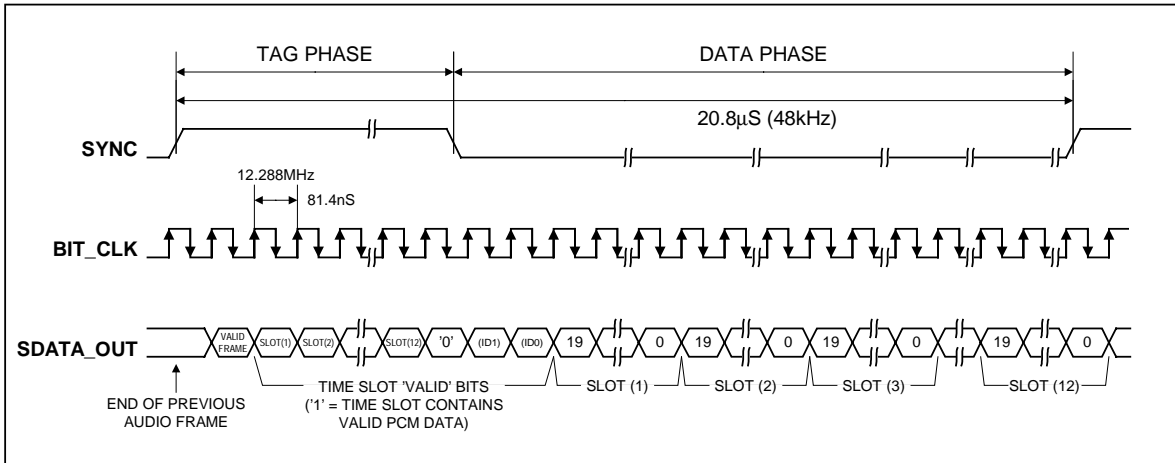 TAG PHASE
DATA PHASE
20.8μS (48kHz)
SYNC
12.288MHz
81.4nS
BIT_CLK
SDATA_OUT
VALID
FRAME
SLOT(1)
SLOT(2)
SLOT(12)
'0'
(ID1)
(ID0)
19
0
19
0
19
0
19
0
TIME SLOT 'VALID' BITS
('1' = TIME SLOT CONTAINS
VALID PCM DATA)
SLOT (1)
SLOT (2)
SLOT (3)
SLOT (12)
END OF PREVIOUS
AUDIO FRAME